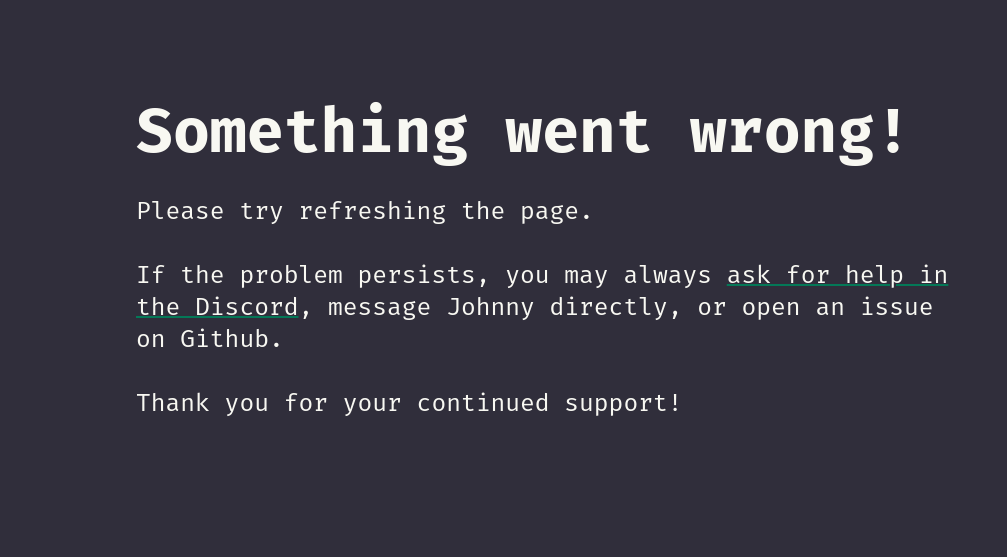 Something went wrong!
Please try refreshing the page.
If the problem persists, you may always ask for help in
the Discord, message Johnny directly, or open an issue
on Github.
Thank you for your continued support!